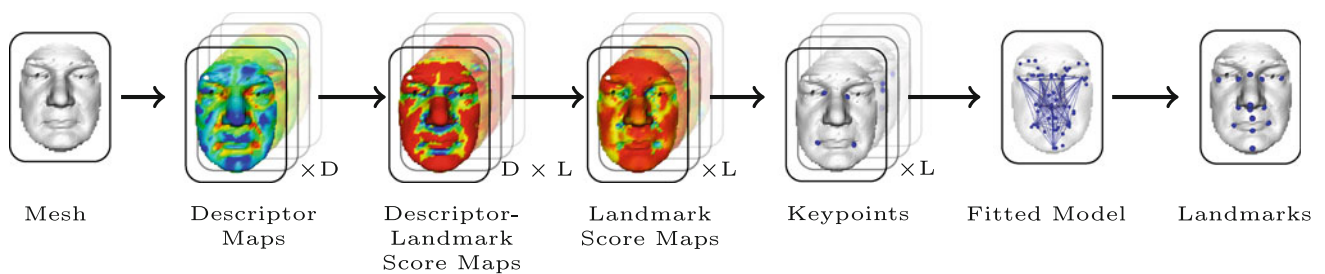 ×D
D × L
×L
×L
Mesh
Descriptor
Maps
Descriptor-
Landmark
Score Maps
Landmark
Score Maps
Keypoints
Fitted Model
Landmarks